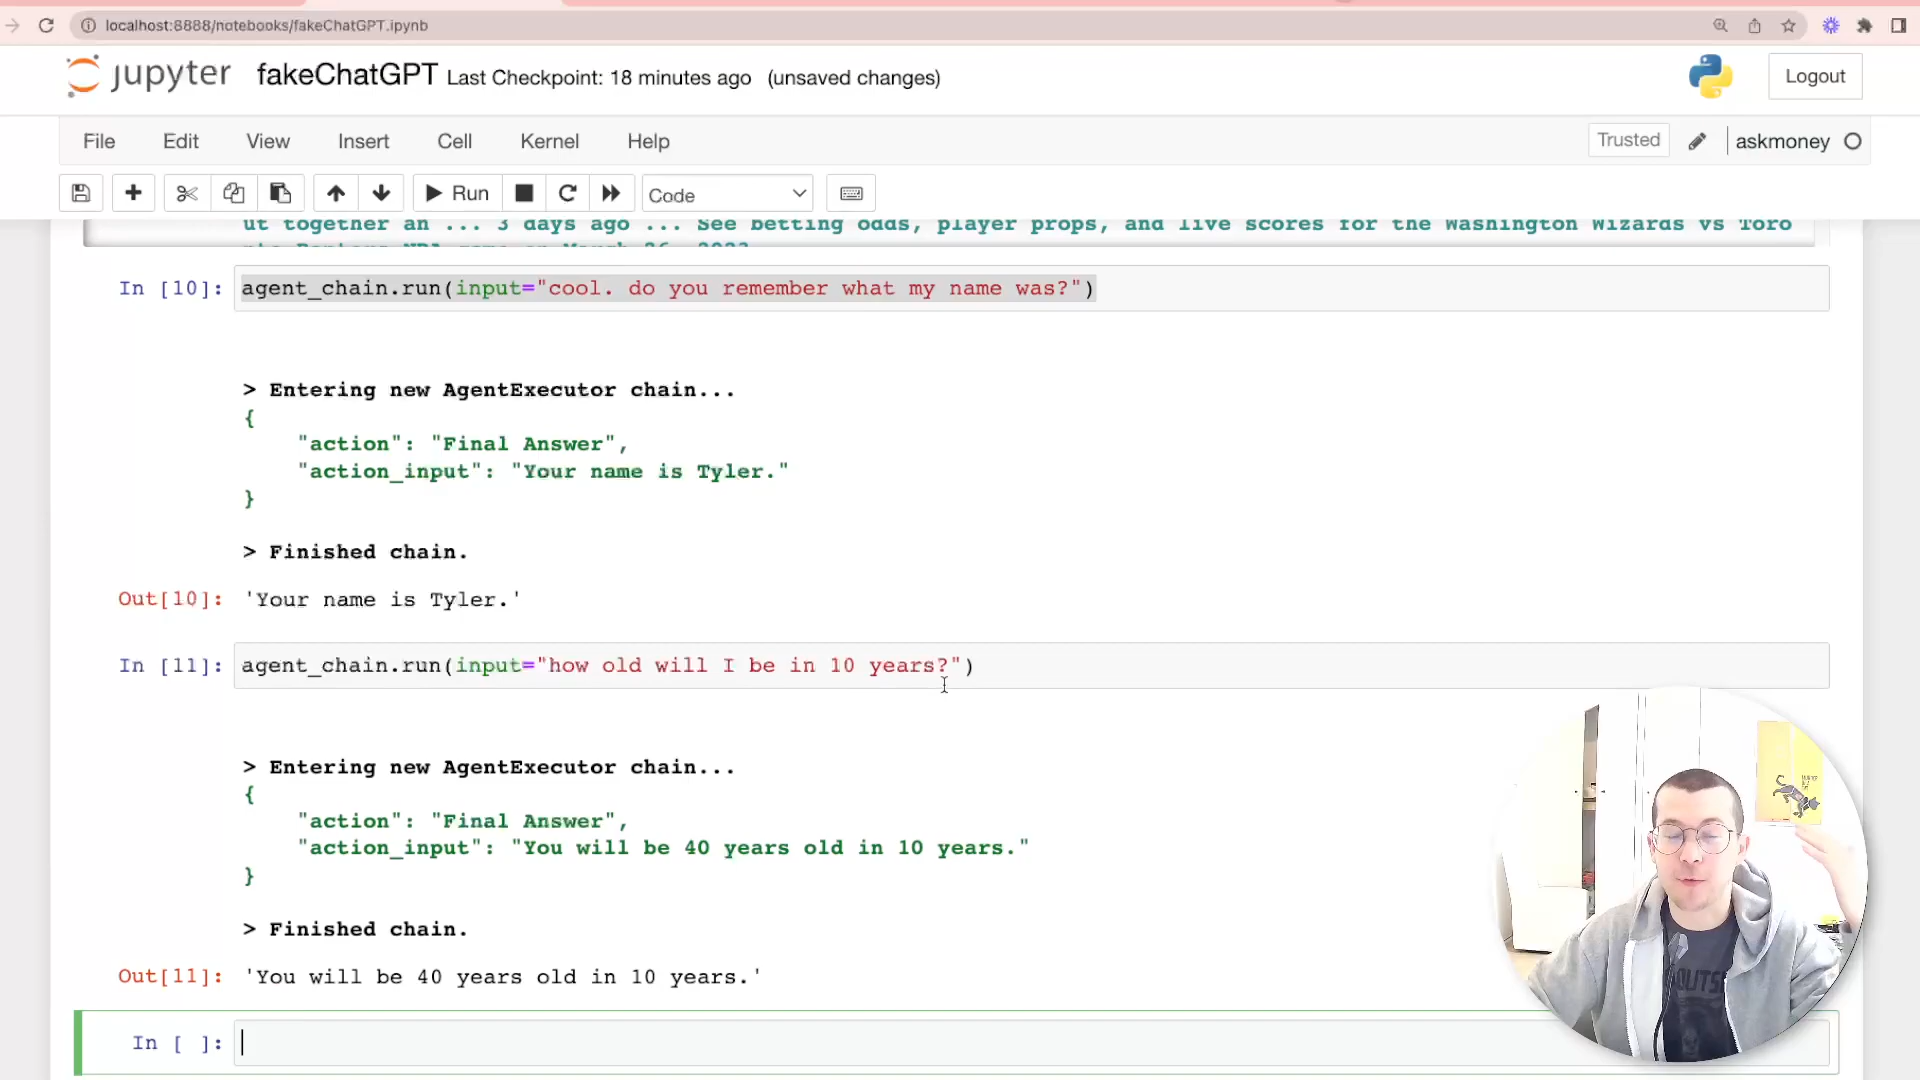 localhost:8888/notebooks/fakeChatGPT.ipynb
jupyter fakeChatGPT Last Checkpoint: 18 minutes ago (unsaved changes)
Logout
File Edit View Insert Cell Kernel Help
Trusted askmoney
Run Code
ut together an ... 3 days ago ... See betting odds, player props, and live scores for the Washington Wizards vs Toro
In [10]: agent_chain.run(input="cool. do you remember what my name was?")
> Entering new AgentExecutor chain...
{
"action": "Final Answer",
"action_input": "Your name is Tyler."
}
> Finished chain.
Out[10]: 'Your name is Tyler.'
In [11]: agent_chain.run(input="how old will I be in 10 years?")
> Entering new AgentExecutor chain...
{
"action": "Final Answer",
"action_input": "You will be 40 years old in 10 years."
}
> Finished chain.
Out[11]: 'You will be 40 years old in 10 years.'
In [ ]: